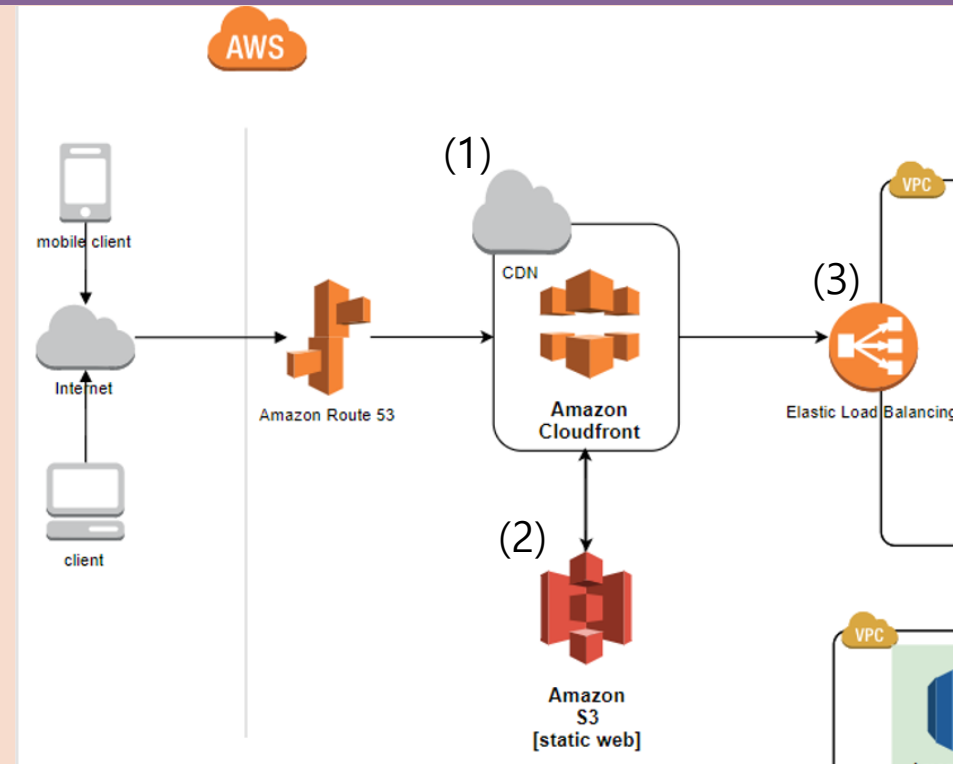 AWS
(1)
VPC
mobile client
CDN
(3)
Internet
Amazon Route 53
Amazon
Cloudfront
Elastic Load Balancing
(2)
client
VPC
Amazon
S3
[static web]